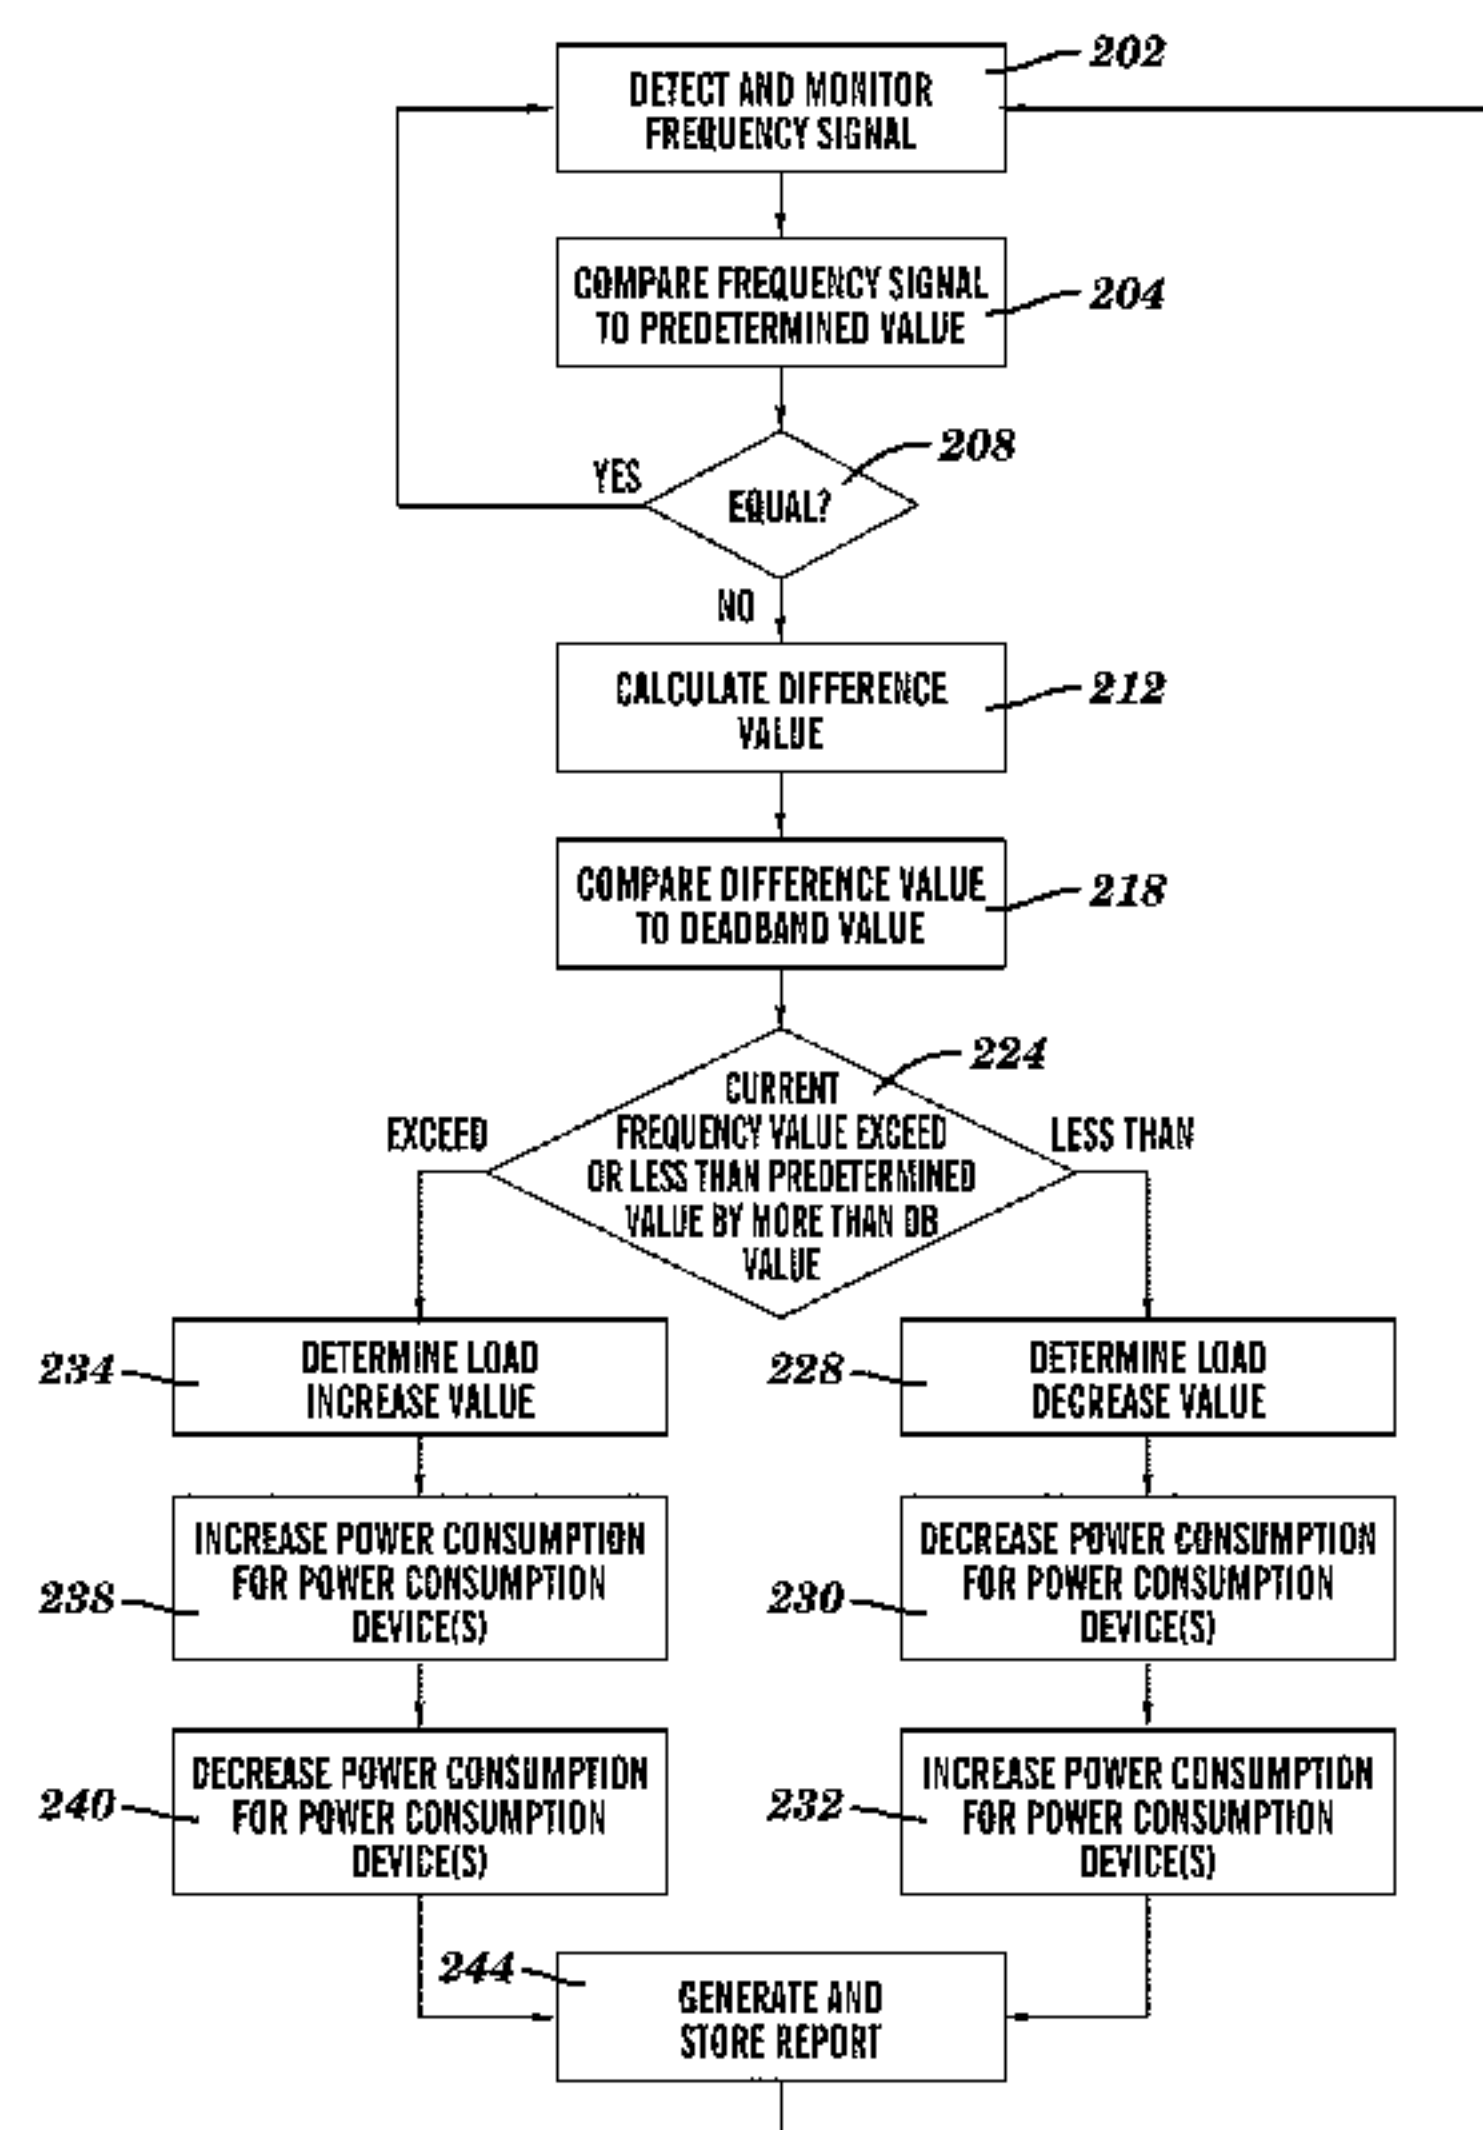 202
DETECT AND MONITOR
FREQUENCY SIGNAL
COMPARE FREQUENCY SIGNAL
TO PREDETERMINED VALUE
204
208
YES
EQUAL?
NO
CALCULATE DIFFERENCE
VALUE
212
COMPARE DIFFERENCE VALUE
TO DEADBAND VALUE
218
224
CURRENT
FREQUENCY VALUE EXCEED
OR LESS THAN PREDETERMINED
VALUE BY MORE THAN DB
VALUE
EXCEED
LESS THAN
234
DETERMINE LOAD
INCREASE VALUE
228
DETERMINE LOAD
DECREASE VALUE
238
INCREASE POWER CONSUMPTION
FOR POWER CONSUMPTION
DEVICE(S)
230
DECREASE POWER CONSUMPTION
FOR POWER CONSUMPTION
DEVICE(S)
240
DECREASE POWER CONSUMPTION
FOR POWER CONSUMPTION
DEVICE(S)
232
INCREASE POWER CONSUMPTION
FOR POWER CONSUMPTION
DEVICE(S)
244
GENERATE AND
STORE REPORT